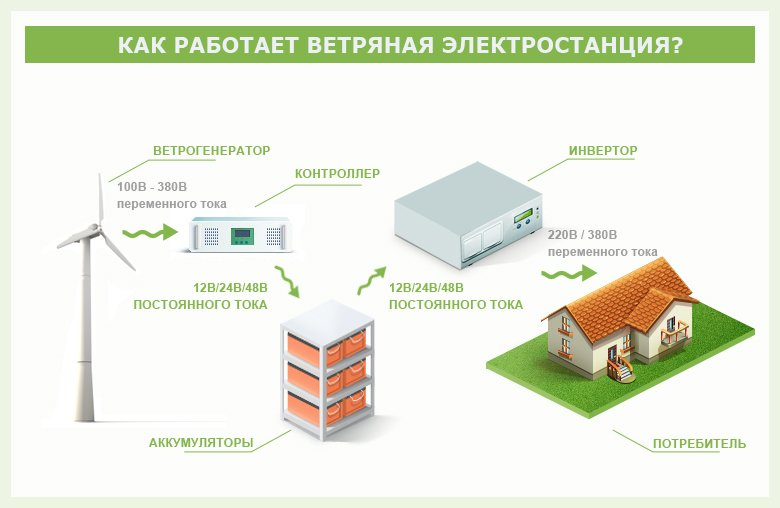 КАК РАБОТАЕТ ВЕТРЯНАЯ ЭЛЕКТРОСТАНЦИЯ?
ВЕТРОГЕНЕРАТОР
100В - 380В
переменного тока
КОНТРОЛЛЕР
ИНВЕРТОР
220В / 380В
переменного тока
12В/24В/48В
ПОСТОЯННОГО ТОКА
12В/24В/48В
ПОСТОЯННОГО ТОКА
АККУМУЛЯТОРЫ
ПОТРЕБИТЕЛЬ